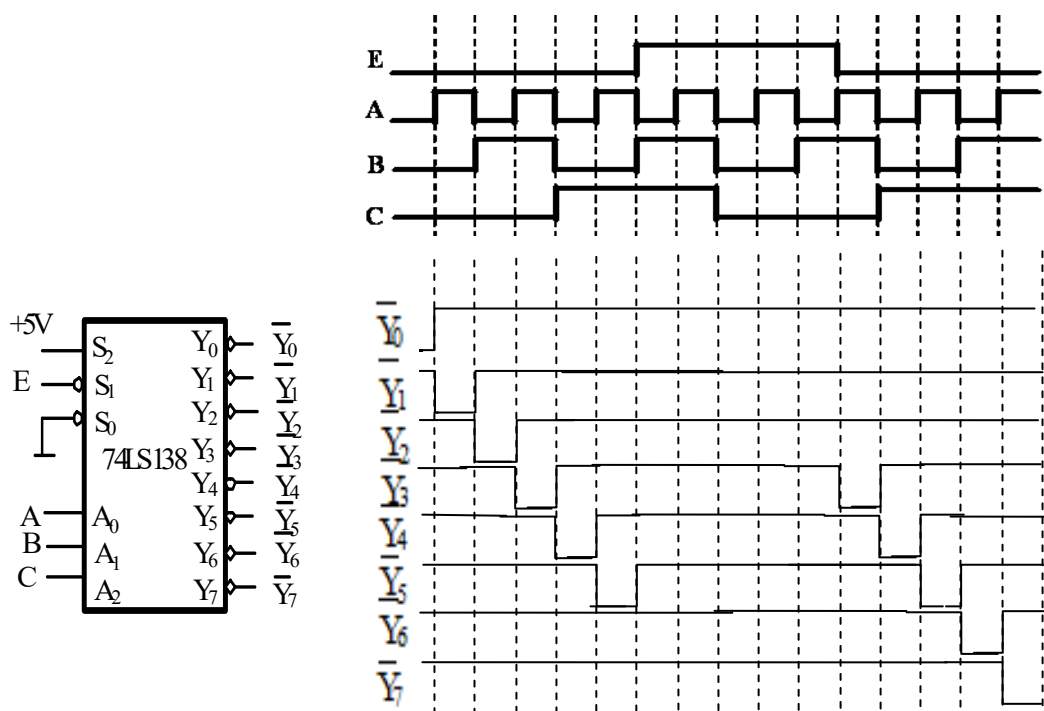 E
A
B
C
+5V
E
S₂
S₁
S₀
74LS138
A
B
C
A₀
A₁
A₂
Y₀
Y₁
Y₂
Y₃
Y₄
Y₅
Y₆
Y₇
Y̅₀
Y̅₁
Y̅₂
Y̅₃
Y̅₄
Y̅₅
Y̅₆
Y̅₇
Y̅₀
Y̅₁
Y̅₂
Y̅₃
Y̅₄
Y̅₅
Y̅₆
Y̅₇